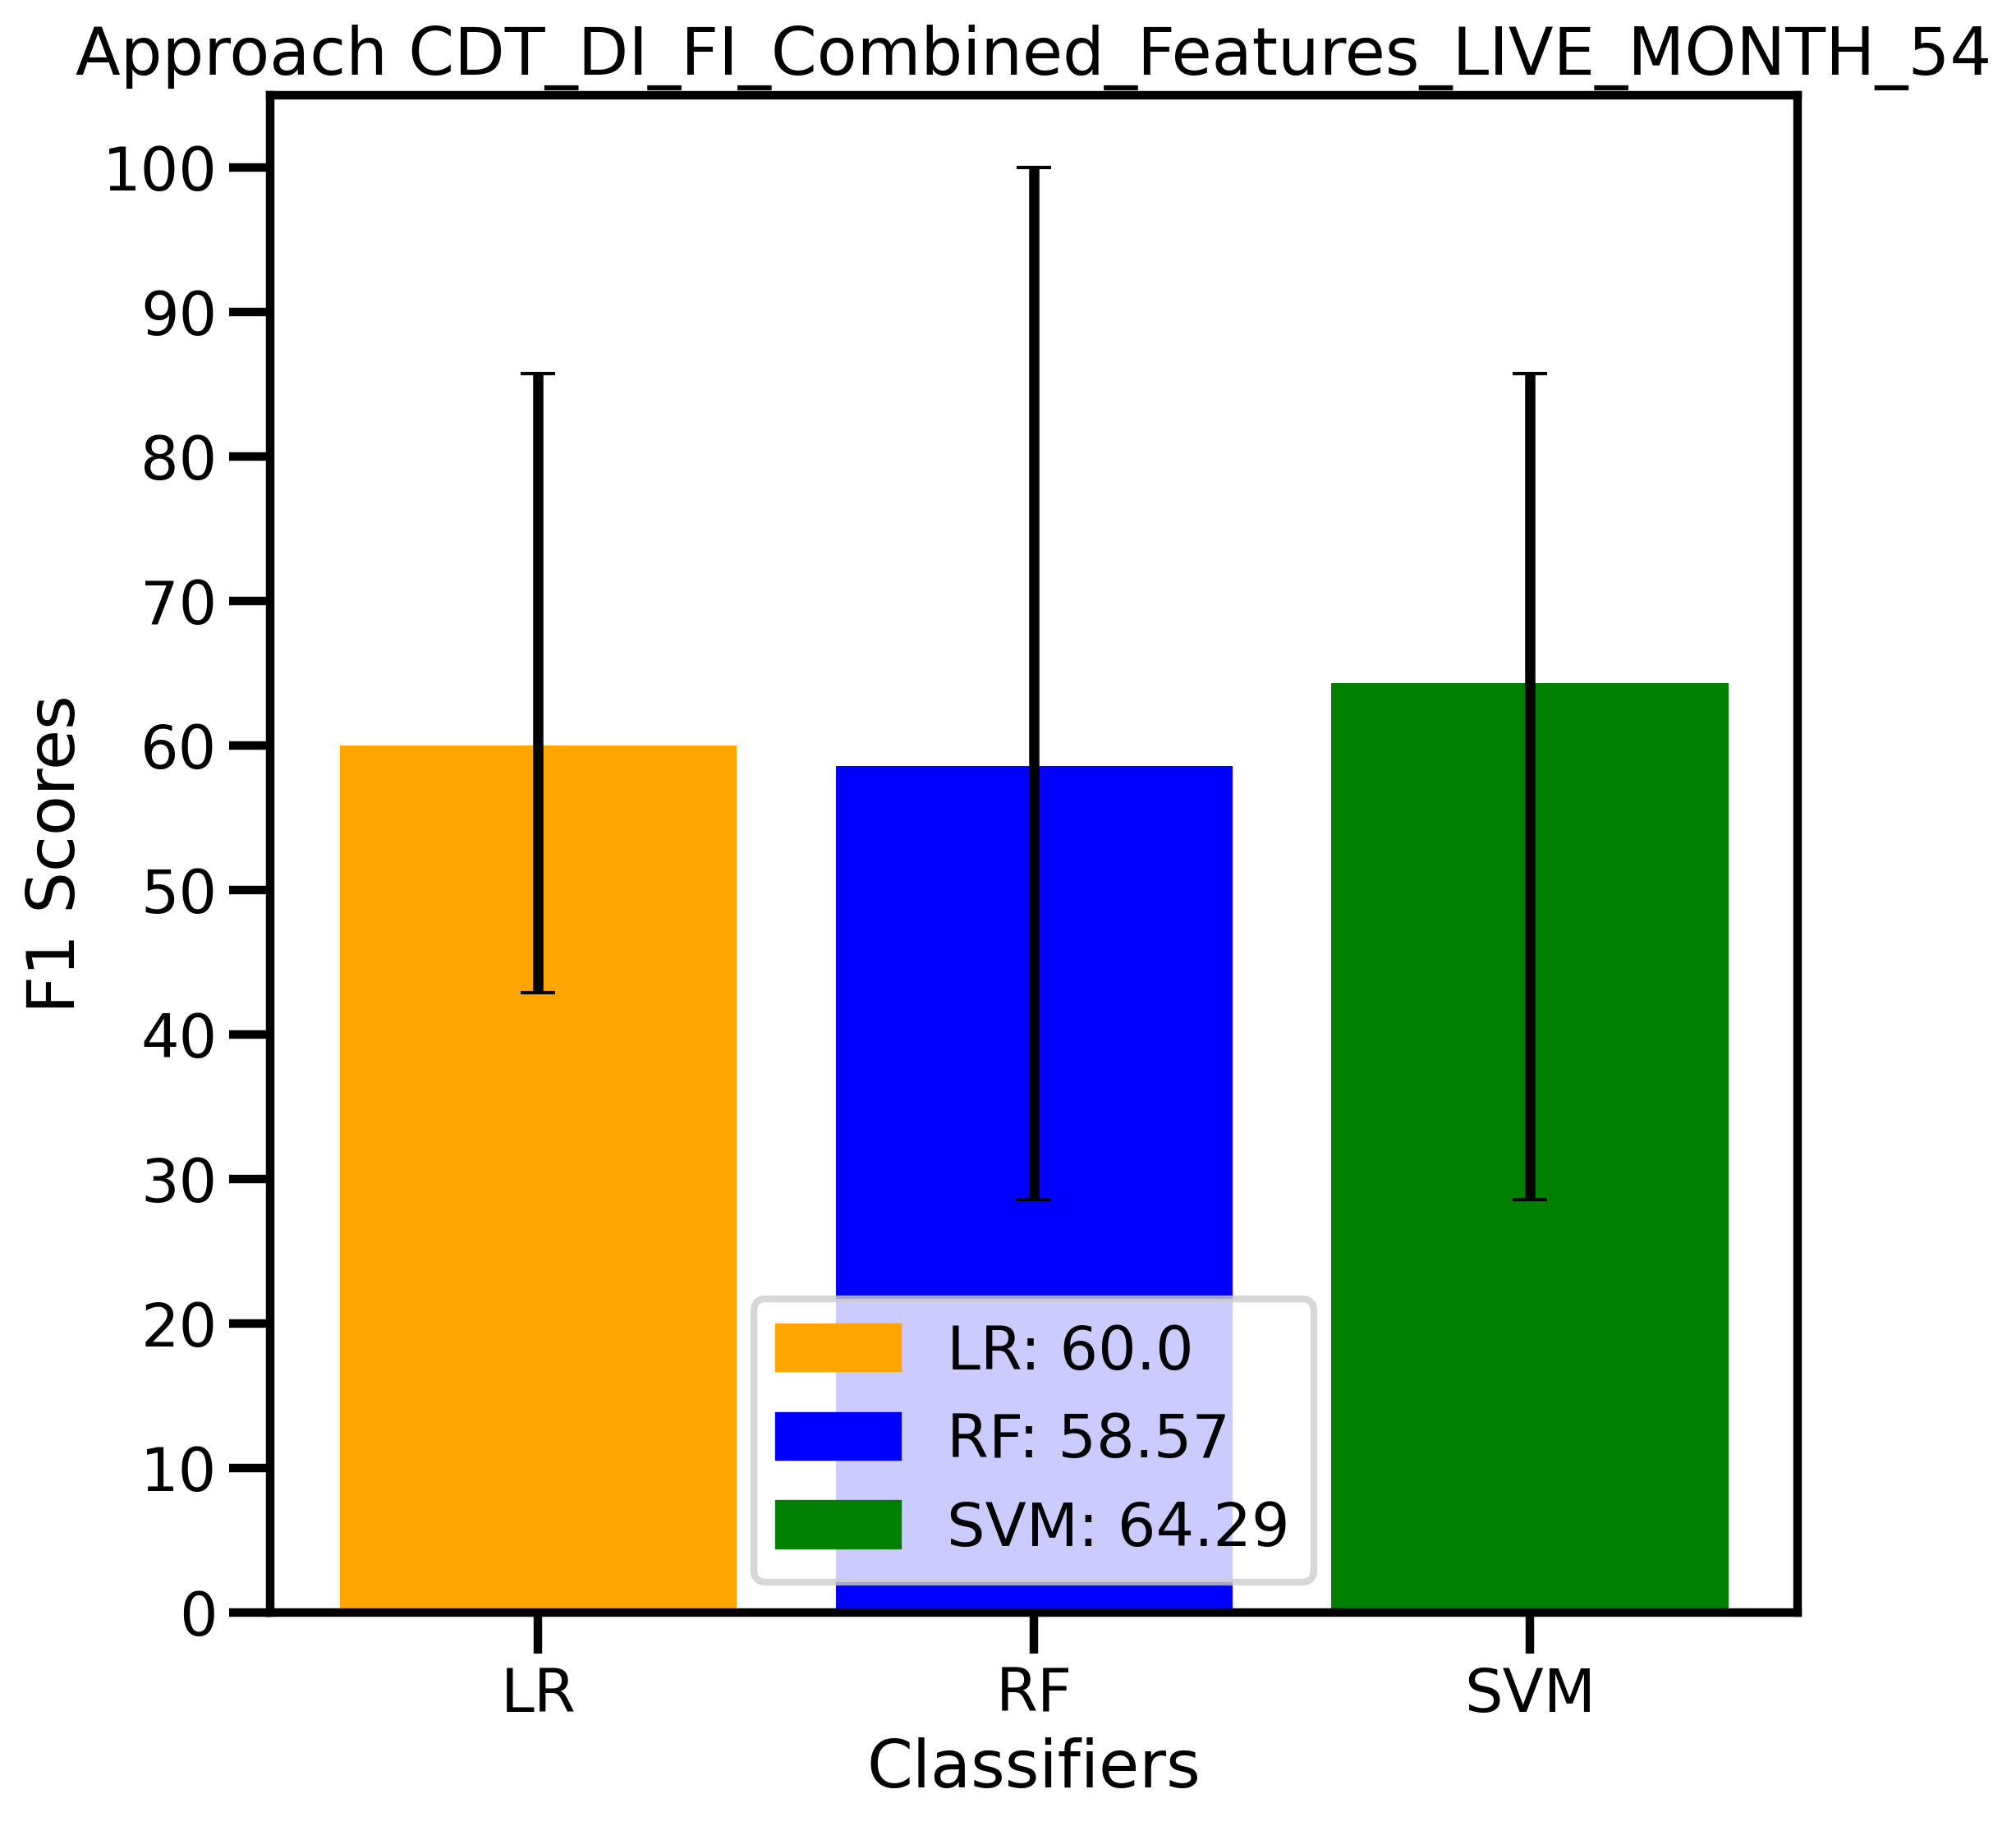 Approach CDT_DI_FI_Combined_Features_LIVE_MONTH_54
100
90
80
70
60
50
40
30
20
10
0
F1 Scores
LR: 60.0
RF: 58.57
SVM: 64.29
LR RF SVM
Classifiers